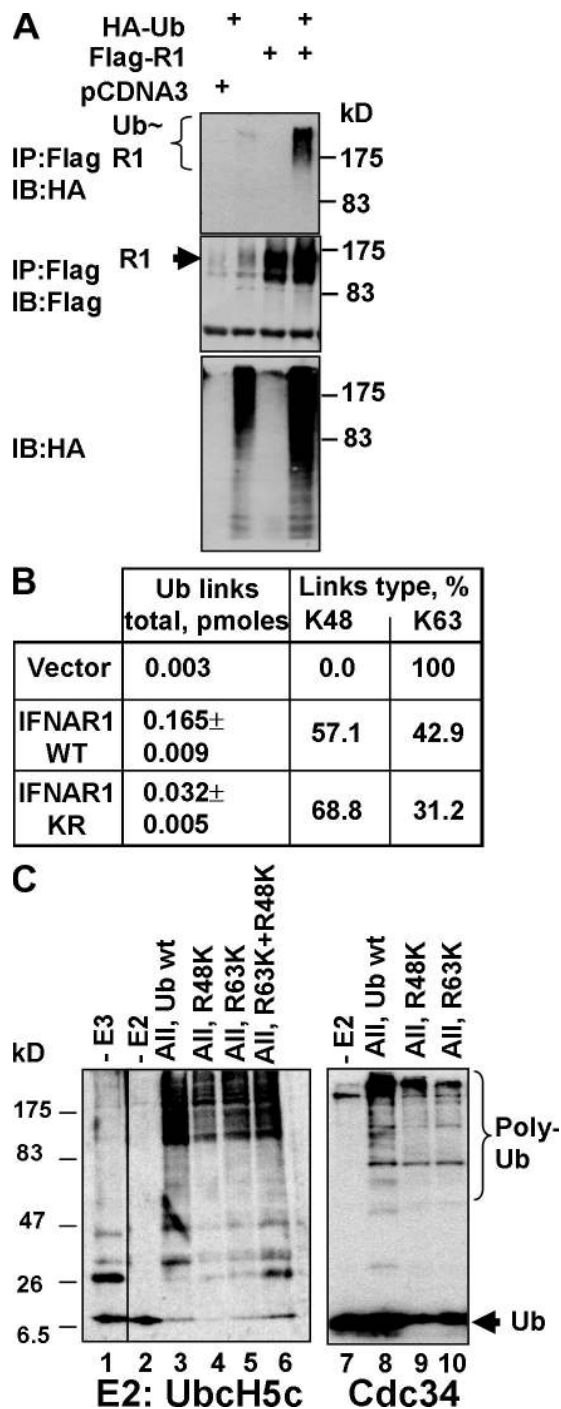 A
HA-Ub + +
Flag-R1 + +
pCDNA3 +
kD
Ub~
R1
IP:Flag
IB:HA
175
83
R1
IP:Flag
IB:Flag
175
83
IB:HA
175
83
B
Ub links total, pmoles
Links type, %
K48 K63
Vector 0.003 0.0 100
IFNAR1 WT 0.165± 0.009 57.1 42.9
IFNAR1 KR 0.032± 0.005 68.8 31.2
C
- E3
- E2
All, Ub wt
All, R48K
All, R63K
All, R63K+R48K
- E2
All, Ub wt
All, R48K
All, R63K
kD
175
83
47
26
6.5
Poly-
Ub
Ub
1 2 3 4 5 6 7 8 9 10
E2: UbcH5c Cdc34